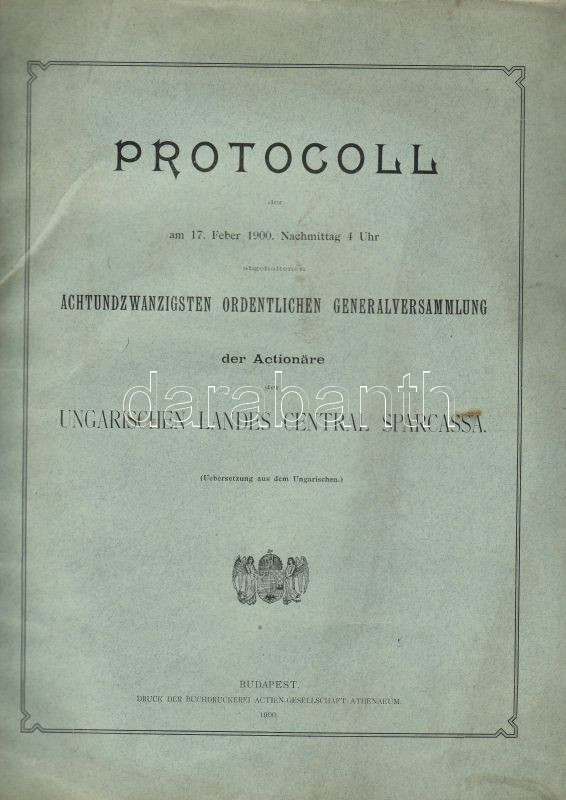 PROTOCOLL
der
am 17. Feber 1900. Nachmittag 4 Uhr
abgehaltenen
ACHTUNDZWANZIGSTEN ORDENTLICHEN GENERALVERSAMMLUNG
der Actionäre
der
darabanth
UNGARISCHEN LANDES CENTRAL SPARCASSA.
(Uebersetzung aus dem Ungarischen.)
BUDAPEST.
DRUCK DER BUCHDRUCKEREI ACTIEN-GESELLSCHAFT ATHENAEUM.
1900.